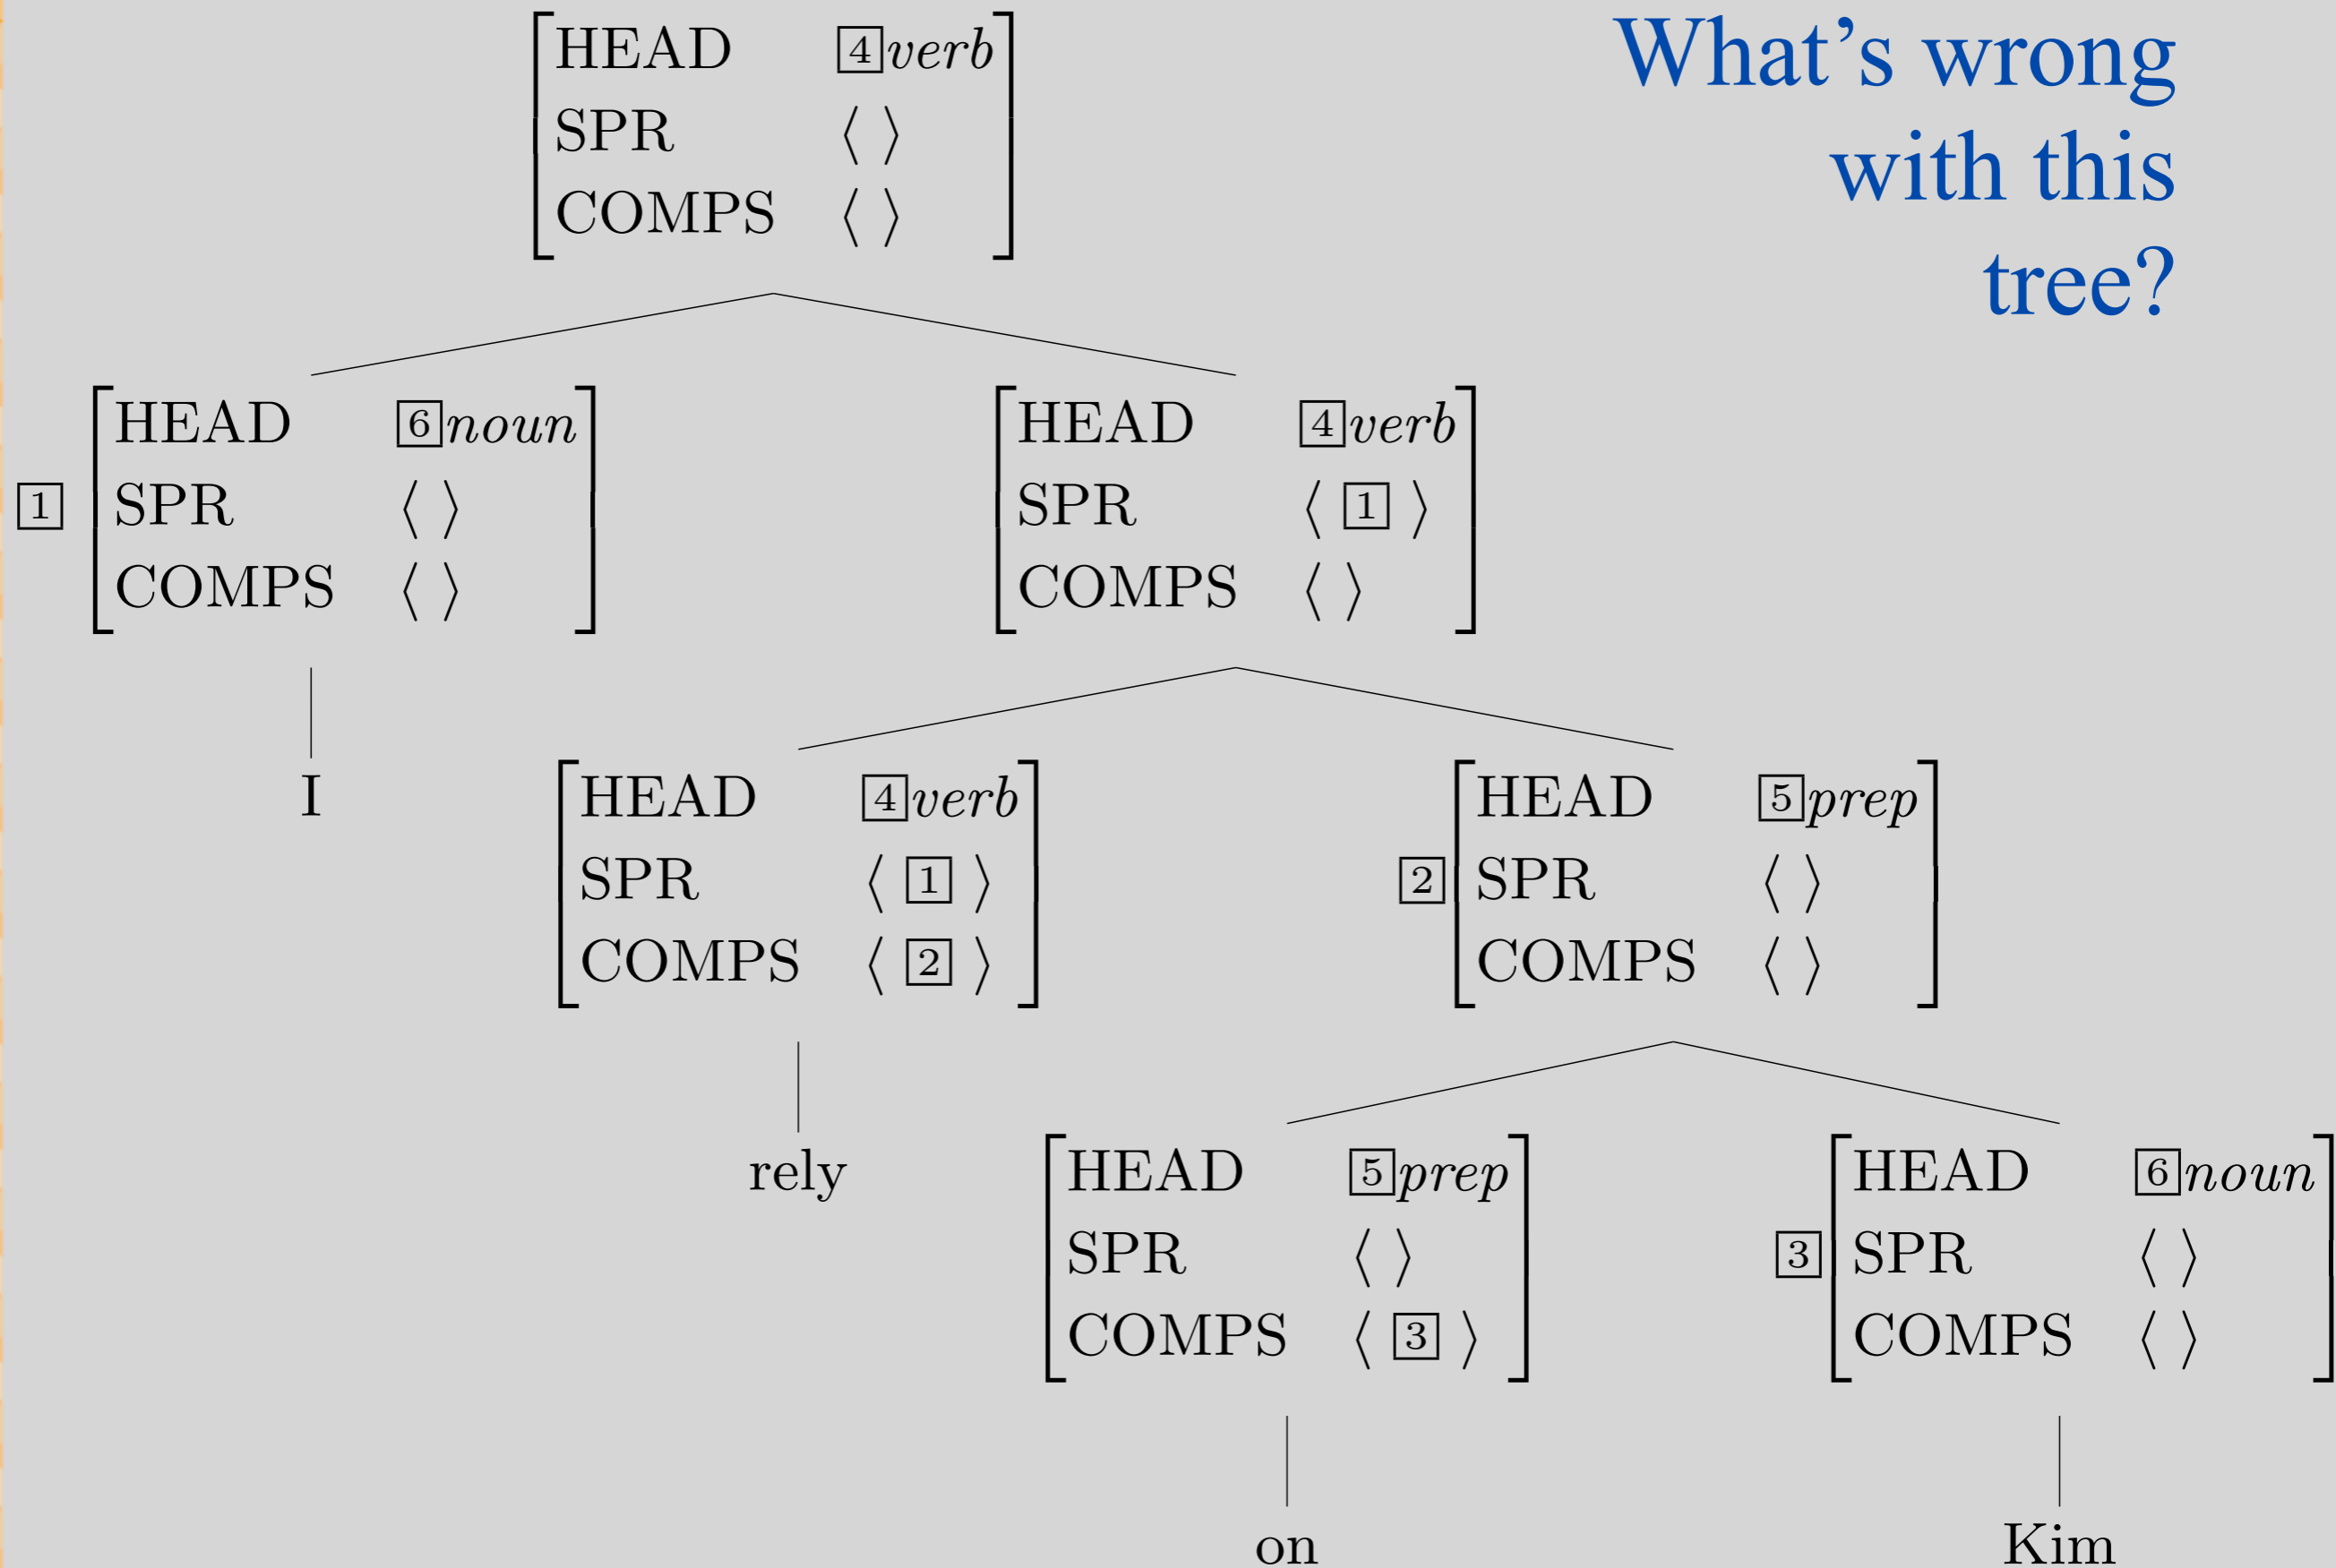 What's wrong
with this
tree?
HEAD 4 verb
SPR ⟨ ⟩
COMPS ⟨ ⟩
1
HEAD 6 noun
SPR ⟨ ⟩
COMPS ⟨ ⟩
HEAD 4 verb
SPR ⟨ 1 ⟩
COMPS ⟨ ⟩
I
HEAD 4 verb
SPR ⟨ 1 ⟩
COMPS ⟨ 2 ⟩
2
HEAD 5 prep
SPR ⟨ ⟩
COMPS ⟨ ⟩
rely
HEAD 5 prep
SPR ⟨ ⟩
COMPS ⟨ 3 ⟩
3
HEAD 6 noun
SPR ⟨ ⟩
COMPS ⟨ ⟩
on
Kim